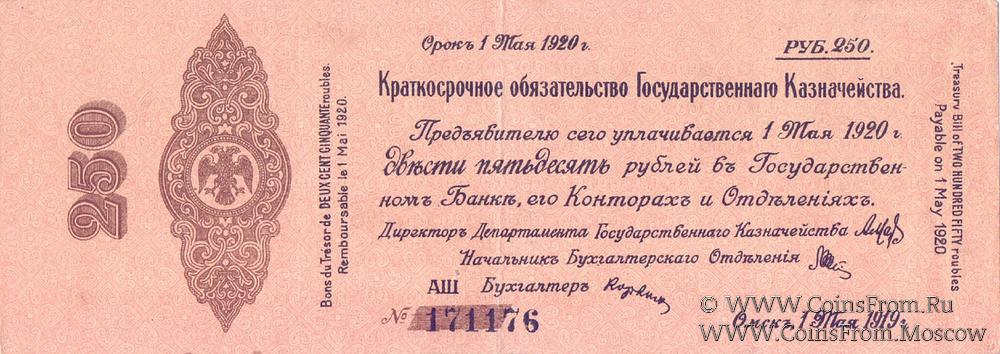 250
Bons du Trésor de DEUX CENT CINQUANTE roubles.
Remboursable le 1 Mai 1920.
Срокъ 1 Мая 1920 г.
РУБ. 250.
Краткосрочное обязательство Государственнаго Казначейства.
Предъявителю сего уплачивается 1 Мая 1920 г.
двѣсти пятьдесятъ рублей въ Государствен-
номъ Банкѣ, его Конторахъ и Отдѣленіяхъ.
Директоръ Департамента Государственнаго Казначейства
Начальникъ Бухгалтерскаго Отдѣленія
АШ Бухгалтеръ
№ 171176
Омскъ, 1 Мая 1919 г.
Treasury Bill of TWO HUNDRED FIFTY roubles
Payable on 1 May 1920
© www.CoinsFrom.Ru
www.CoinsFrom.Moscow